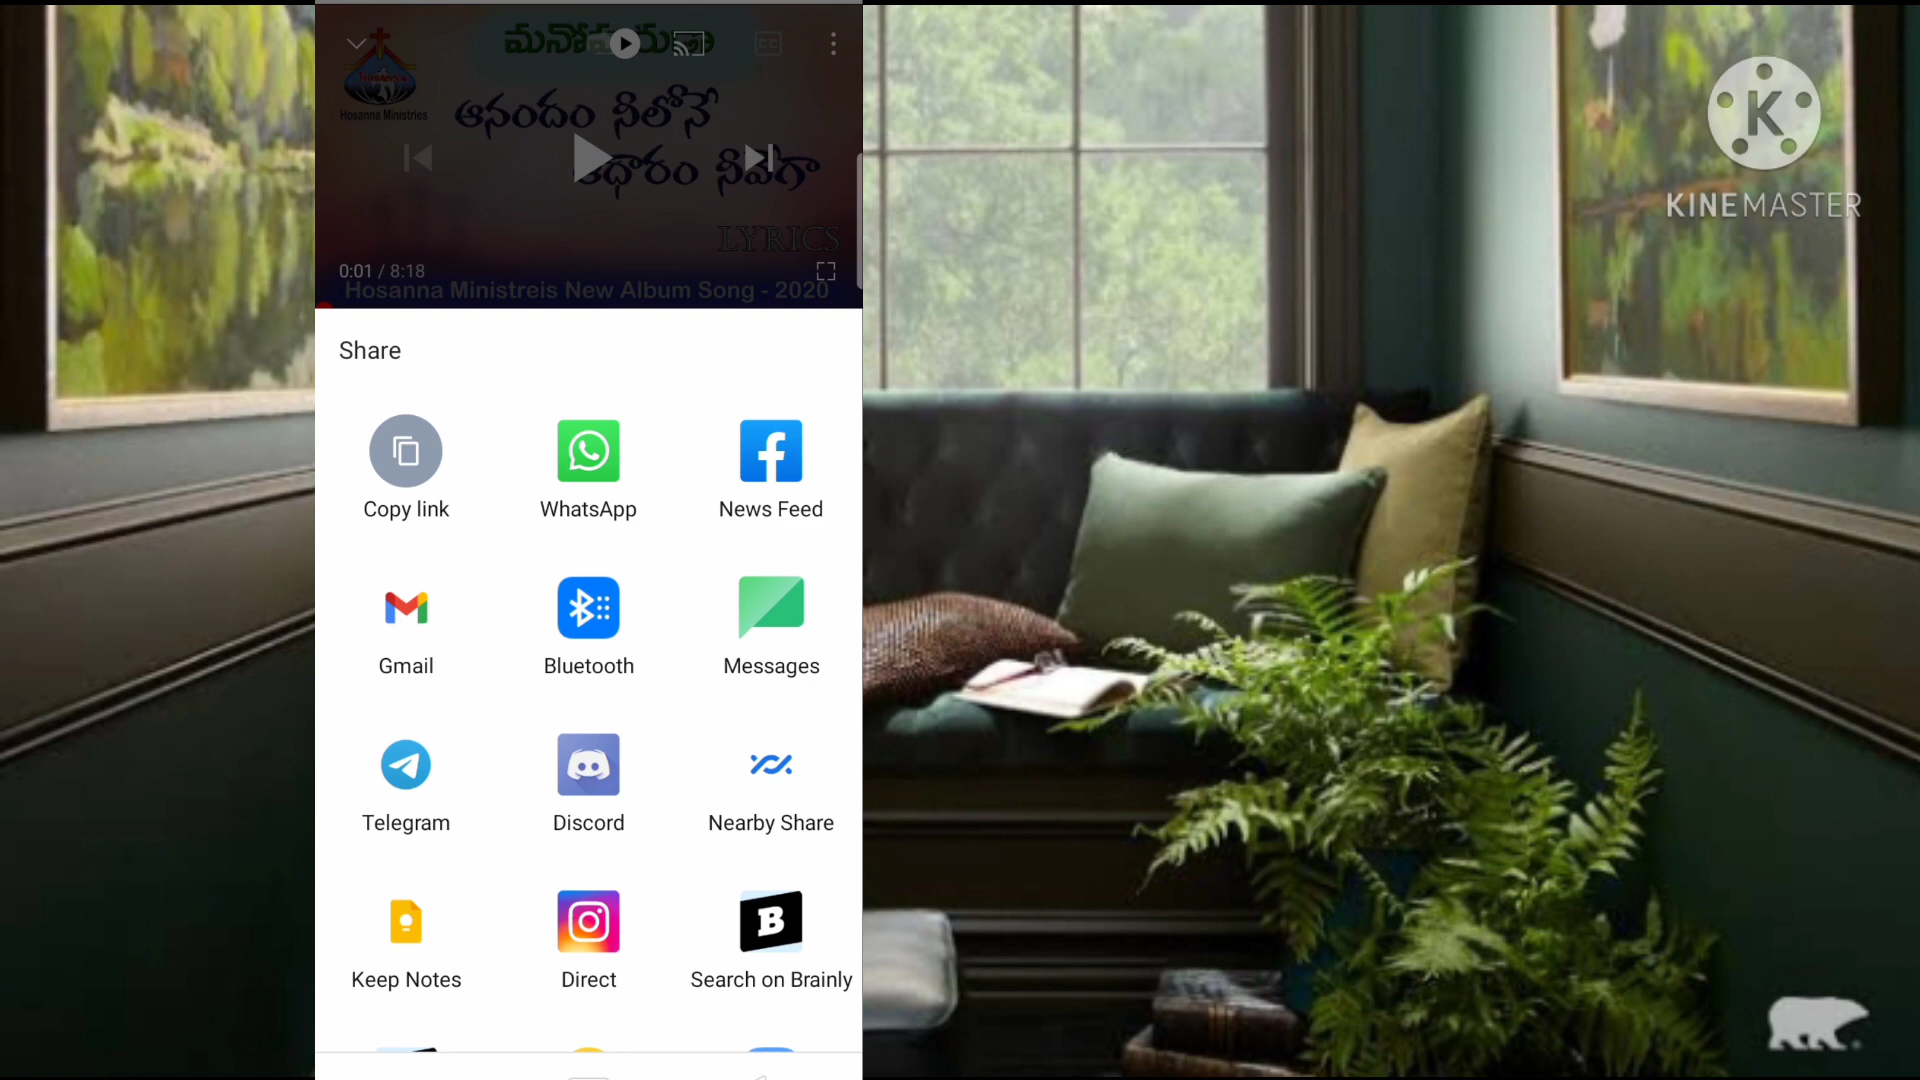 Hosanna Ministries
ఆనందం నీలోనే
ఆధారం నీవేగా
LYRICS
0:01 / 8:18
Hosanna Ministreis New Album Song - 2020
Share
Copy link
WhatsApp
News Feed
Gmail
Bluetooth
Messages
Telegram
Discord
Nearby Share
Keep Notes
Direct
B
Search on Brainly
K
KINEMASTER